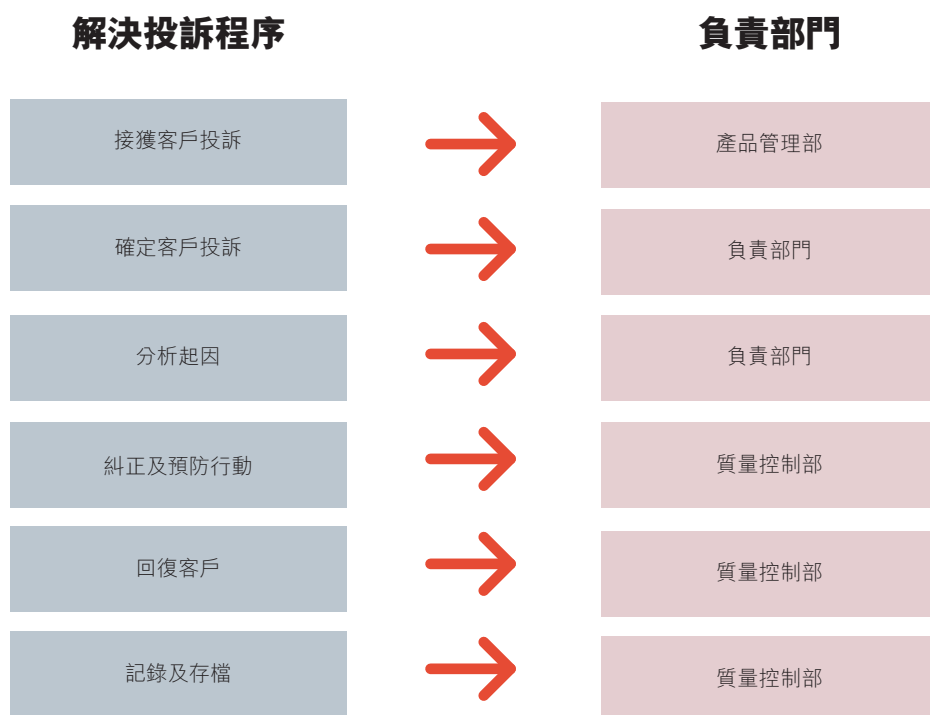 解決投訴程序
負責部門
接獲客戶投訴
產品管理部
確定客戶投訴
負責部門
分析起因
負責部門
糾正及預防行動
質量控制部
回復客戶
質量控制部
記錄及存檔
質量控制部